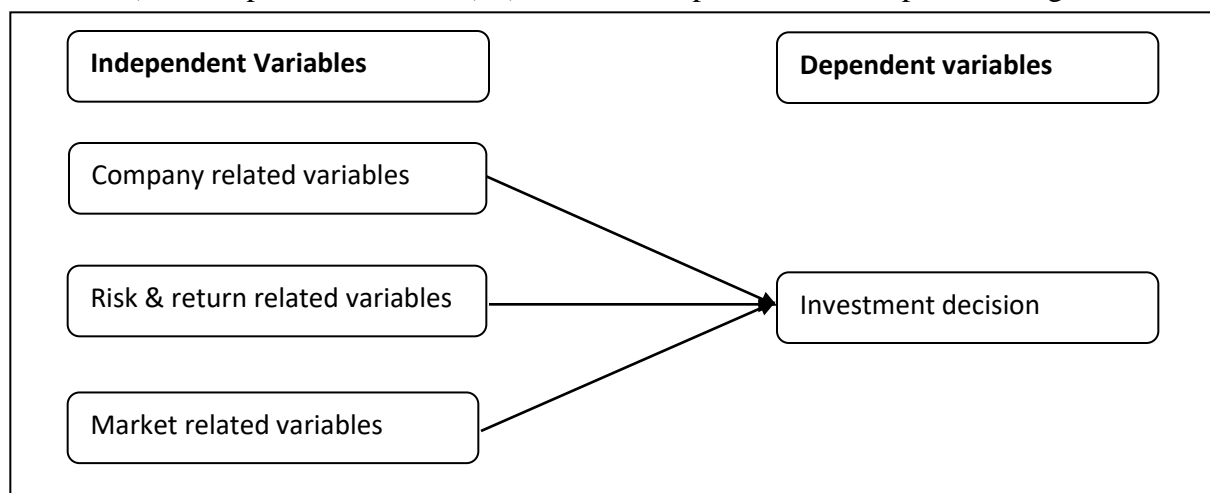 Independent Variables
Dependent variables
Company related variables
Risk & return related variables
Investment decision
Market related variables